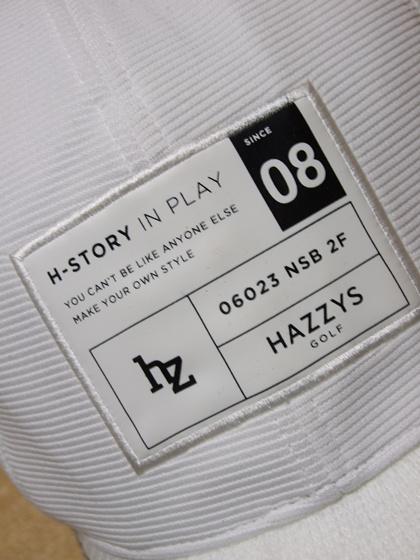 H-STORY IN PLAY
YOU CAN'T BE LIKE ANYONE ELSE
MAKE YOUR OWN STYLE
SINCE
08
06023 NSB 2F
hz
HAZZYS
GOLF